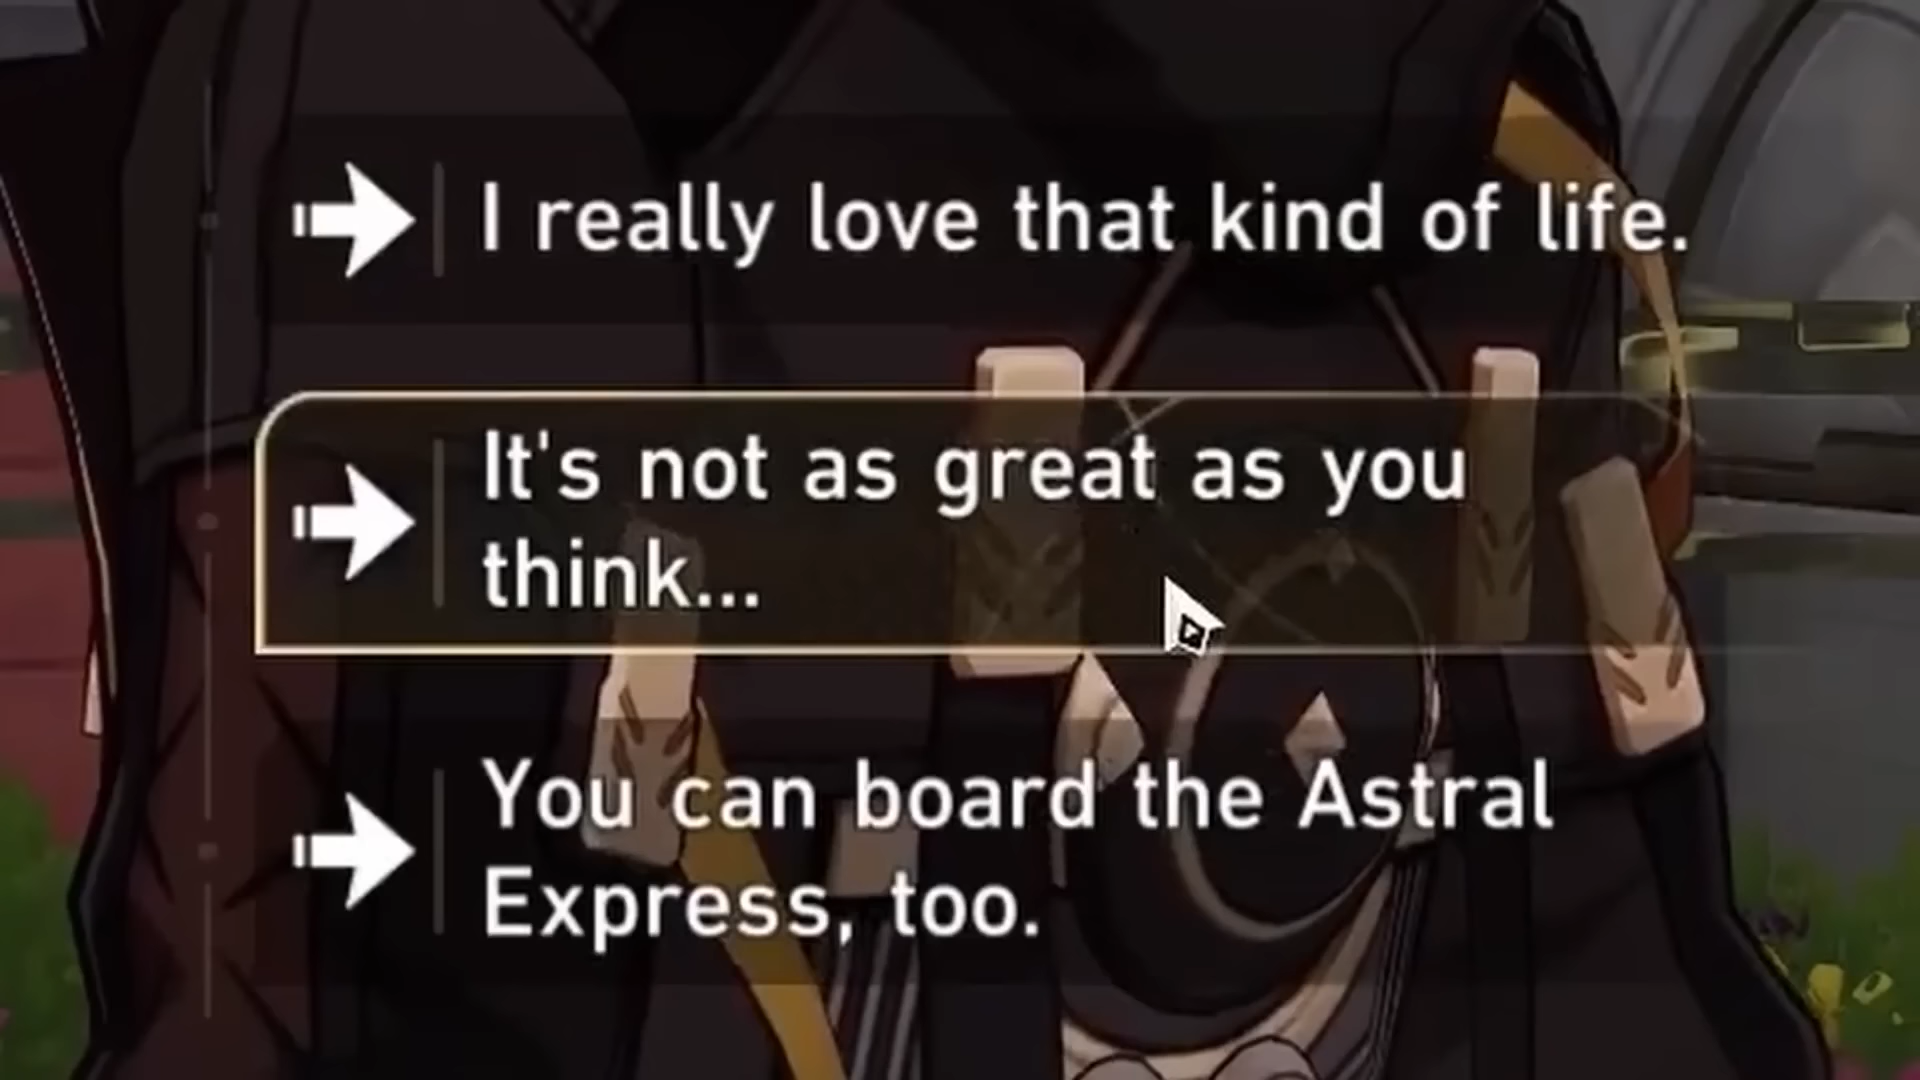 I really love that kind of life.
It's not as great as you
think...
You can board the Astral
Express, too.